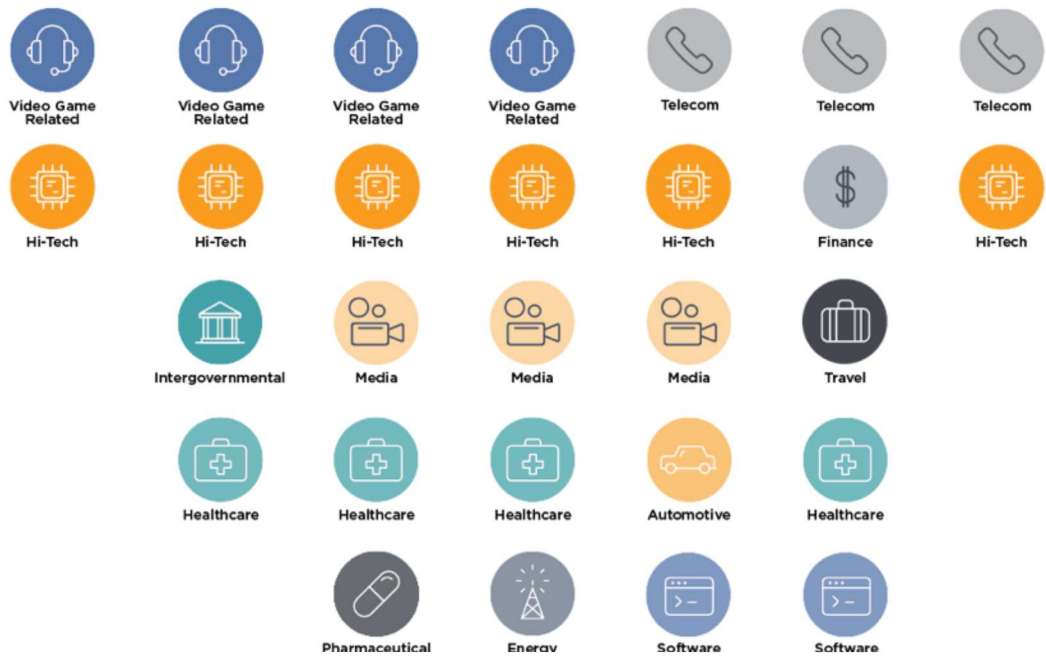 Video Game
Related
Video Game
Related
Video Game
Related
Video Game
Related
Telecom
Telecom
Telecom
Hi-Tech
Hi-Tech
Hi-Tech
Hi-Tech
Hi-Tech
Finance
Hi-Tech
Intergovernmental
Media
Media
Media
Travel
Healthcare
Healthcare
Healthcare
Automotive
Healthcare
Pharmaceutical
Energy
Software
Software